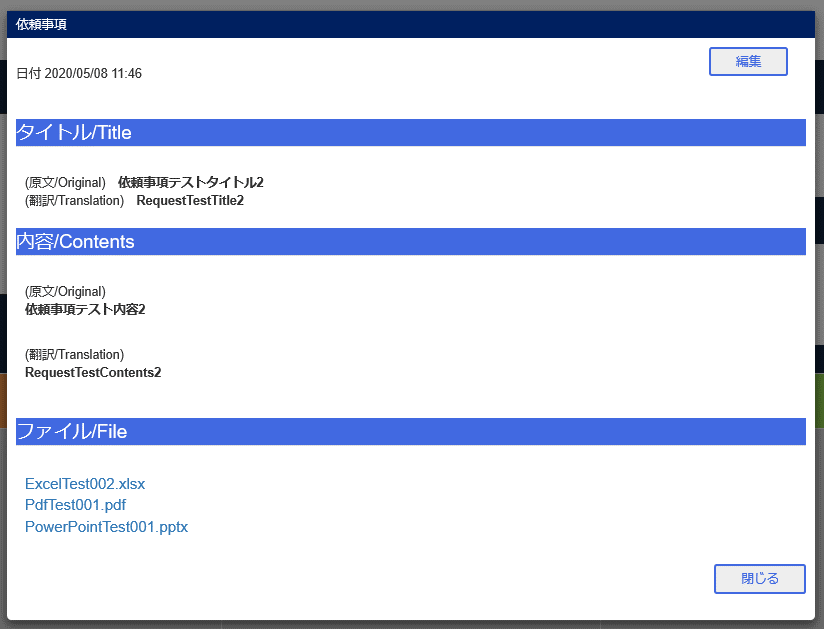 依頼事項
編集
日付 2020/05/08 11:46
タイトル/Title
(原文/Original) 依頼事項テストタイトル2
(翻訳/Translation) RequestTestTitle2
内容/Contents
(原文/Original)
依頼事項テスト内容2
(翻訳/Translation)
RequestTestContents2
ファイル/File
ExcelTest002.xlsx
PdfTest001.pdf
PowerPointTest001.pptx
閉じる